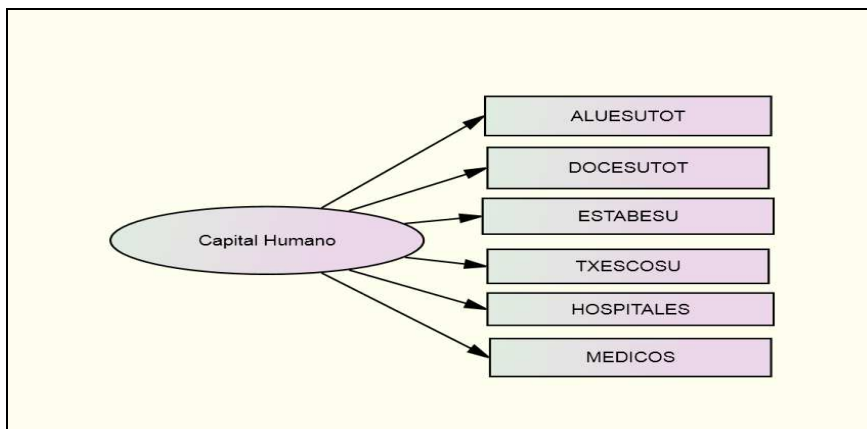 ALUESUTOT
DOCESUTOT
ESTABESU
Capital Humano
TXESCOSU
HOSPITALES
MEDICOS